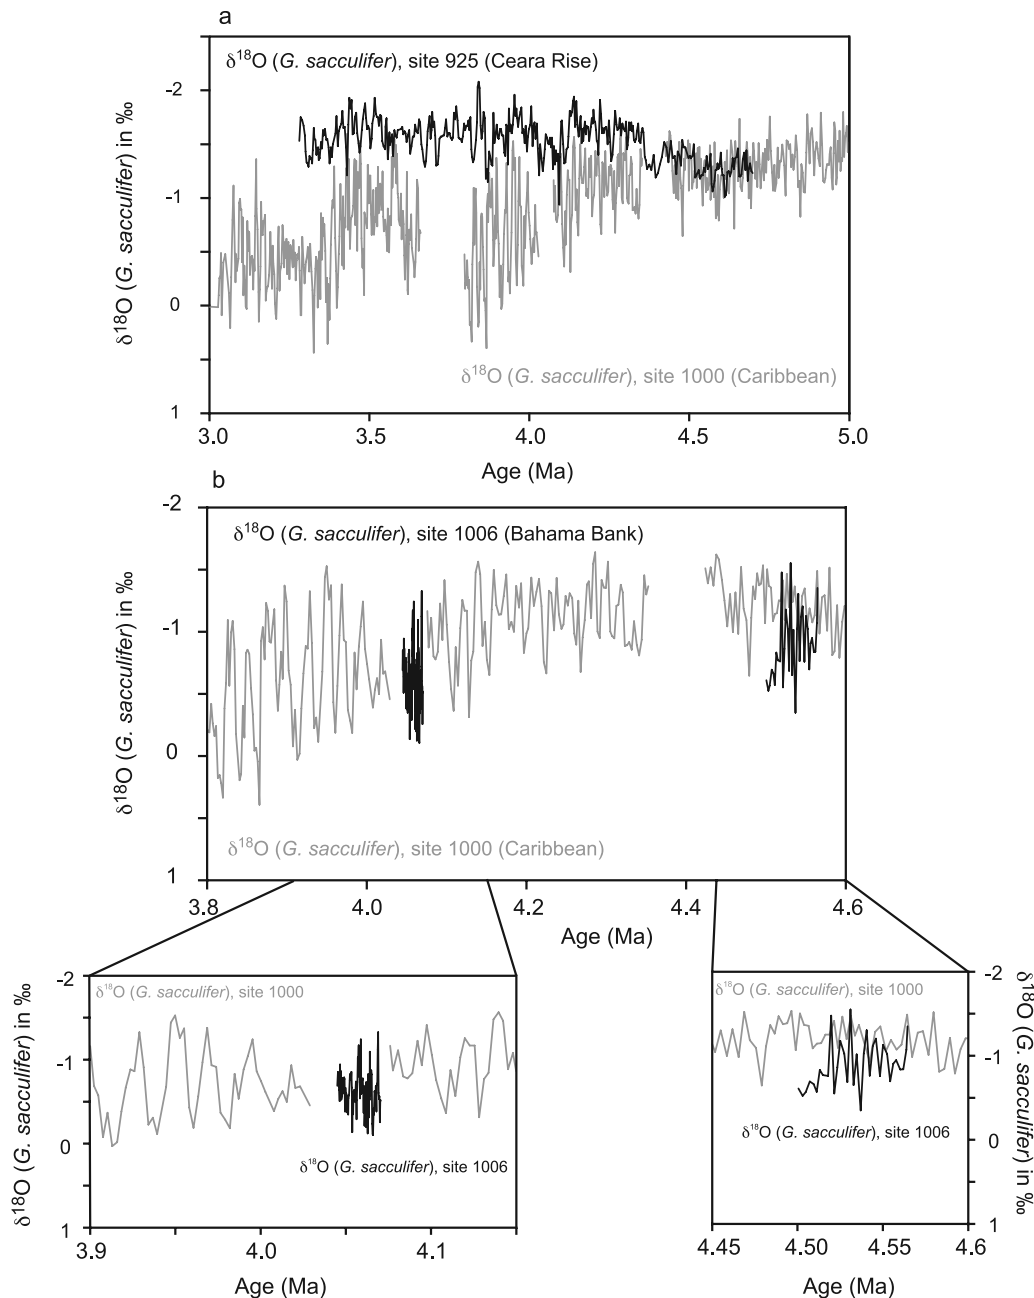 a
δ18O (G. sacculifer), site 925 (Ceara Rise)
δ18O (G. sacculifer) in ‰
-2
-1
0
1
δ18O (G. sacculifer), site 1000 (Caribbean)
3.0 3.5 4.0 4.5 5.0
Age (Ma)
b
δ18O (G. sacculifer), site 1006 (Bahama Bank)
δ18O (G. sacculifer) in ‰
-2
-1
0
1
δ18O (G. sacculifer), site 1000 (Caribbean)
3.8 4.0 4.2 4.4 4.6
Age (Ma)
δ18O (G. sacculifer) in ‰
-2
-1
0
1
δ18O (G. sacculifer), site 1000
δ18O (G. sacculifer), site 1006
3.9 4.0 4.1
Age (Ma)
δ18O (G. sacculifer), site 1000
δ18O (G. sacculifer), site 1006
-2
-1
0
1
δ18O (G. sacculifer) in ‰
4.45 4.50 4.55 4.6
Age (Ma)